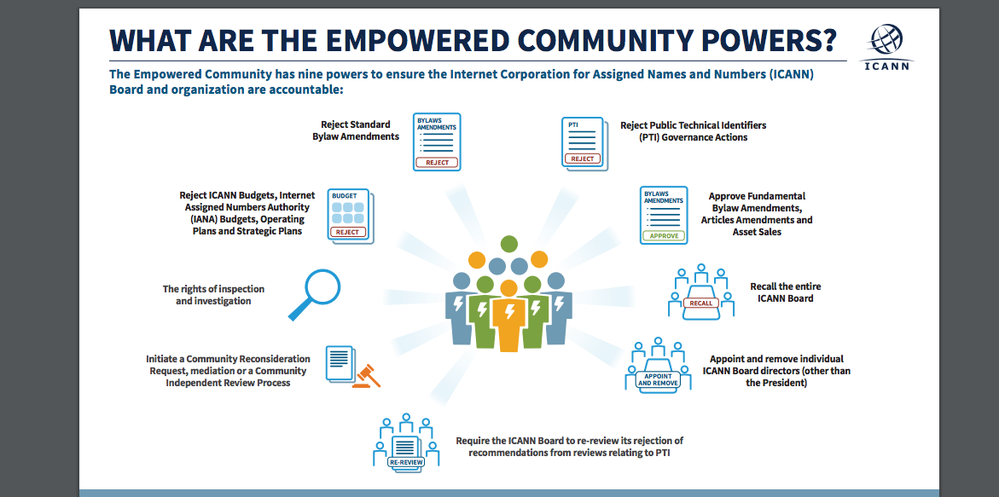 WHAT ARE THE EMPOWERED COMMUNITY POWERS?
ICANN
The Empowered Community has nine powers to ensure the Internet Corporation for Assigned Names and Numbers (ICANN)
Board and organization are accountable:
Reject Standard
Bylaw Amendments
BYLAWS
AMENDMENTS
REJECT
PTI
REJECT
Reject Public Technical Identifiers
(PTI) Governance Actions
Reject ICANN Budgets, Internet
Assigned Numbers Authority
(IANA) Budgets, Operating
Plans and Strategic Plans
BUDGET
REJECT
BYLAWS
AMENDMENTS
APPROVE
Approve Fundamental
Bylaw Amendments,
Articles Amendments and
Asset Sales
The rights of inspection
and investigation
RECALL
Recall the entire
ICANN Board
Initiate a Community Reconsideration
Request, mediation or a Community
Independent Review Process
APPOINT
AND REMOVE
Appoint and remove individual
ICANN Board directors (other than
the President)
RE-REVIEW
Require the ICANN Board to re-review its rejection of
recommendations from reviews relating to PTI